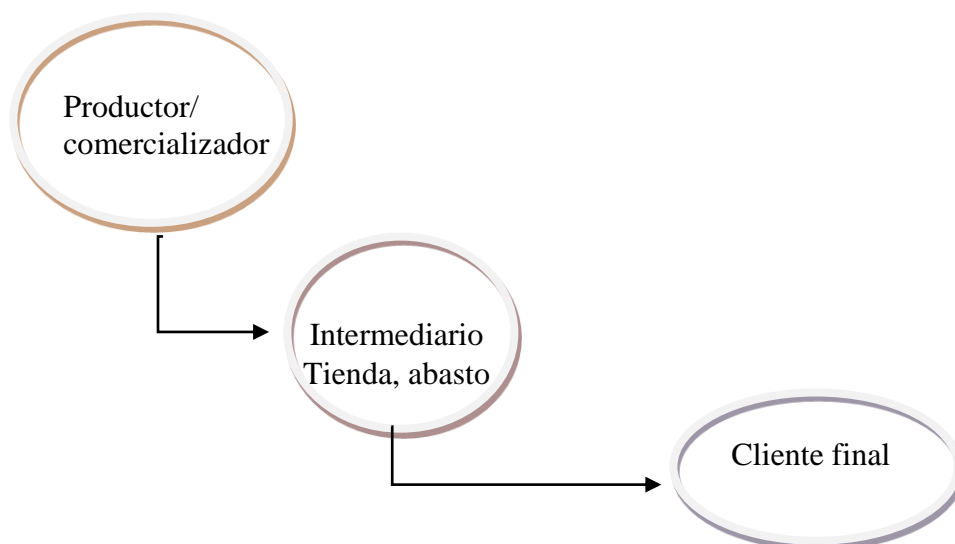 Productor/
comercializador
Intermediario
Tienda, abasto
Cliente final